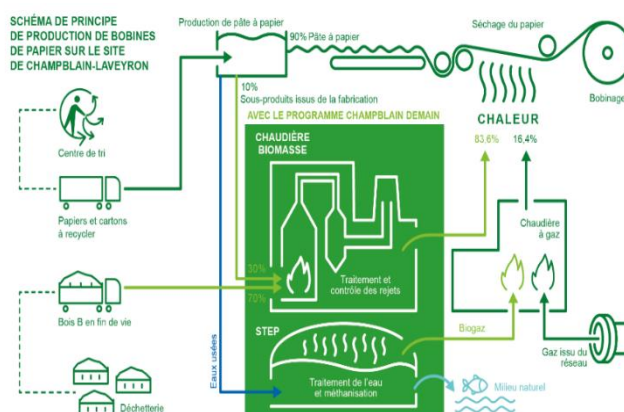 SCHÉMA DE PRINCIPE
DE PRODUCTION DE BOBINES
DE PAPIER SUR LE SITE
DE CHAMPBLAIN-LAVEYRON
Production de pâte à papier
90% Pâte à papier
Séchage du papier
Bobinage
10%
Sous-produits issus de la fabrication
CHALEUR
83,6%
16,4%
Centre de tri
Papiers et cartons
à recycler
AVEC LE PROGRAMME CHAMPBLAIN DEMAIN
CHAUDIÈRE
BIOMASSE
Chaudière
à gaz
30%
70%
Traitement et
contrôle des rejets
Bois B en fin de vie
Eaux usées
STEP
Biogaz
Gaz issu du
réseau
Traitement de l'eau
et méthanisation
Milieu naturel
Déchetterie